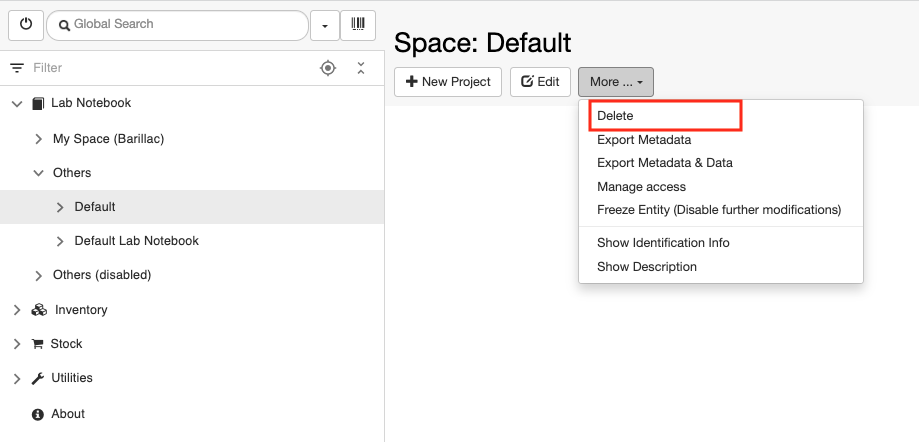 Global Search
Filter
Lab Notebook
My Space (Barillac)
Others
Default
Default Lab Notebook
Others (disabled)
Inventory
Stock
Utilities
About
Space: Default
New Project
Edit
More ...
Delete
Export Metadata
Export Metadata & Data
Manage access
Freeze Entity (Disable further modifications)
Show Identification Info
Show Description